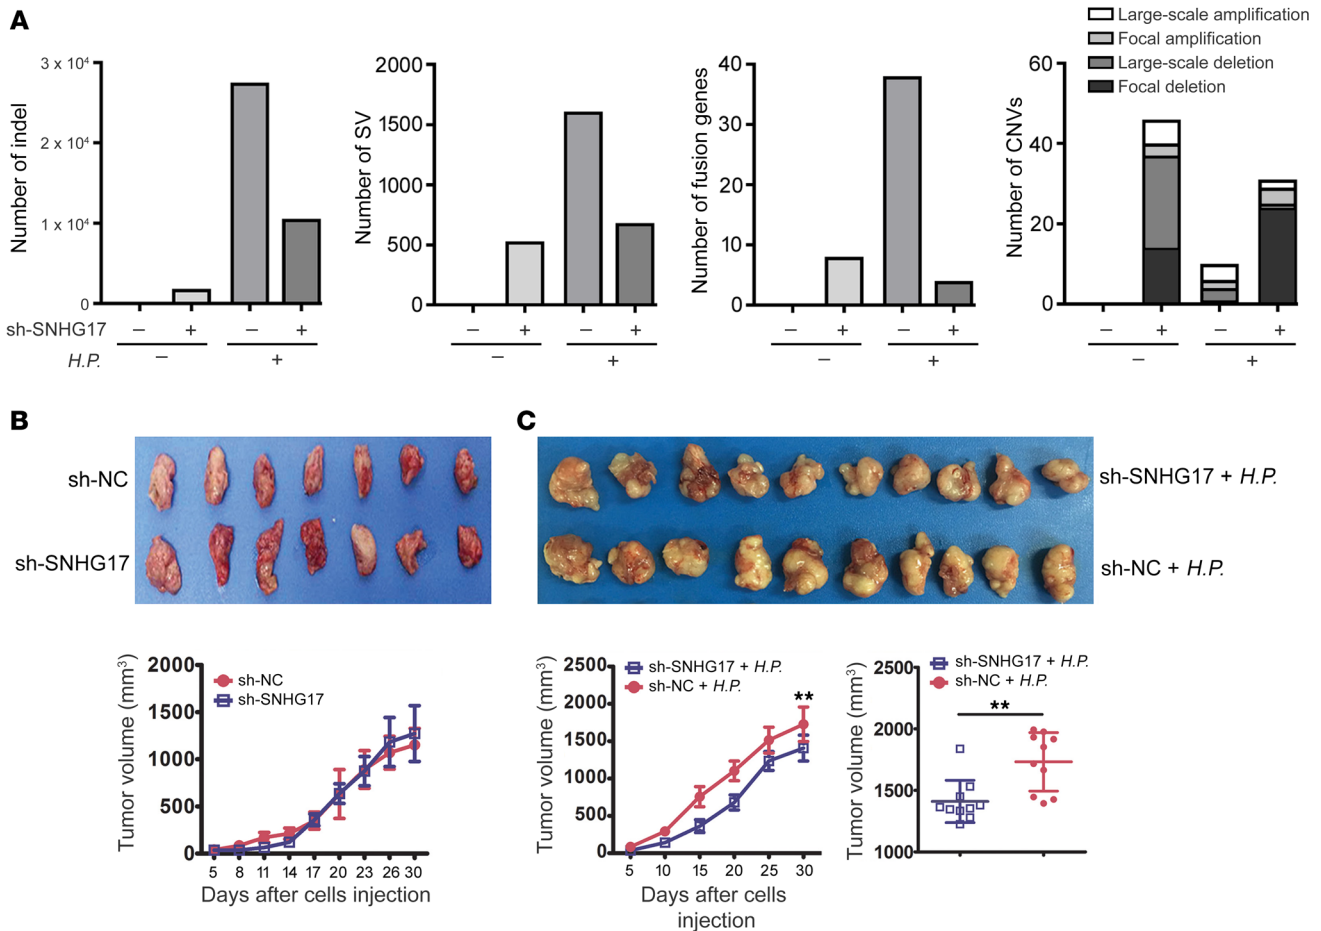 A
Large-scale amplification
Focal amplification
Large-scale deletion
Focal deletion
Number of indel
3 x 10⁴
2 x 10⁴
1 x 10⁴
0
Number of SV
2000
1500
1000
500
0
Number of fusion genes
40
30
20
10
0
Number of CNVs
60
40
20
0
sh-SNHG17 – + – + – + – + – + – + – + – +
H.P. – + – + – + – +
B
sh-NC
sh-SNHG17
C
sh-SNHG17 + H.P.
sh-NC + H.P.
Tumor volume (mm³)
2000
1500
1000
500
0
sh-NC
sh-SNHG17
5 8 11 14 17 20 23 26 30
Days after cells injection
Tumor volume (mm³)
2500
2000
1500
1000
500
0
sh-SNHG17 + H.P.
sh-NC + H.P.
**
5 10 15 20 25 30
Days after cells
injection
Tumor volume (mm³)
2500
2000
1500
1000
sh-SNHG17 + H.P.
sh-NC + H.P.
**